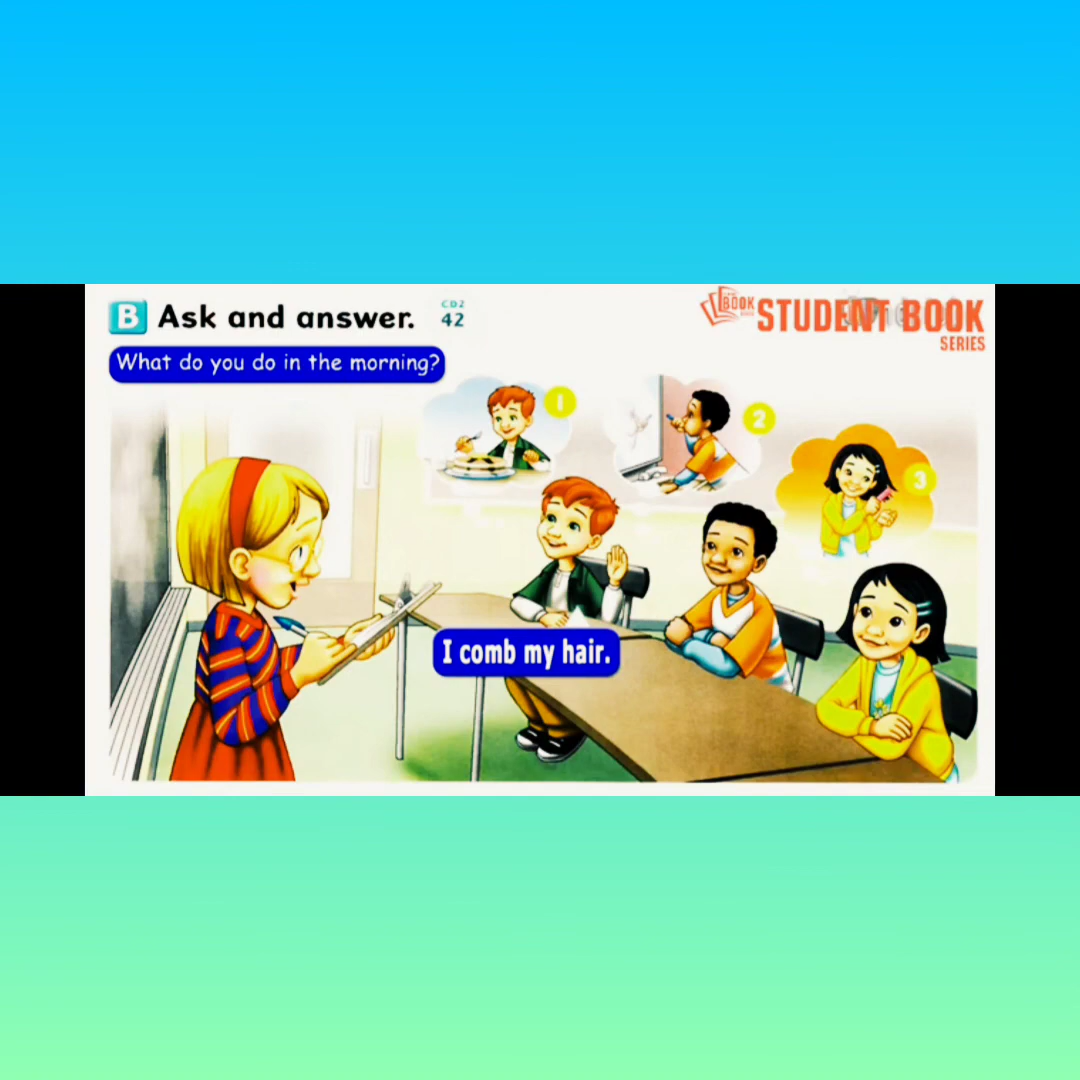 B Ask and answer.
CD2
42
BOOK
STUDENT BOOK
SERIES
What do you do in the morning?
1
2
3
I comb my hair.